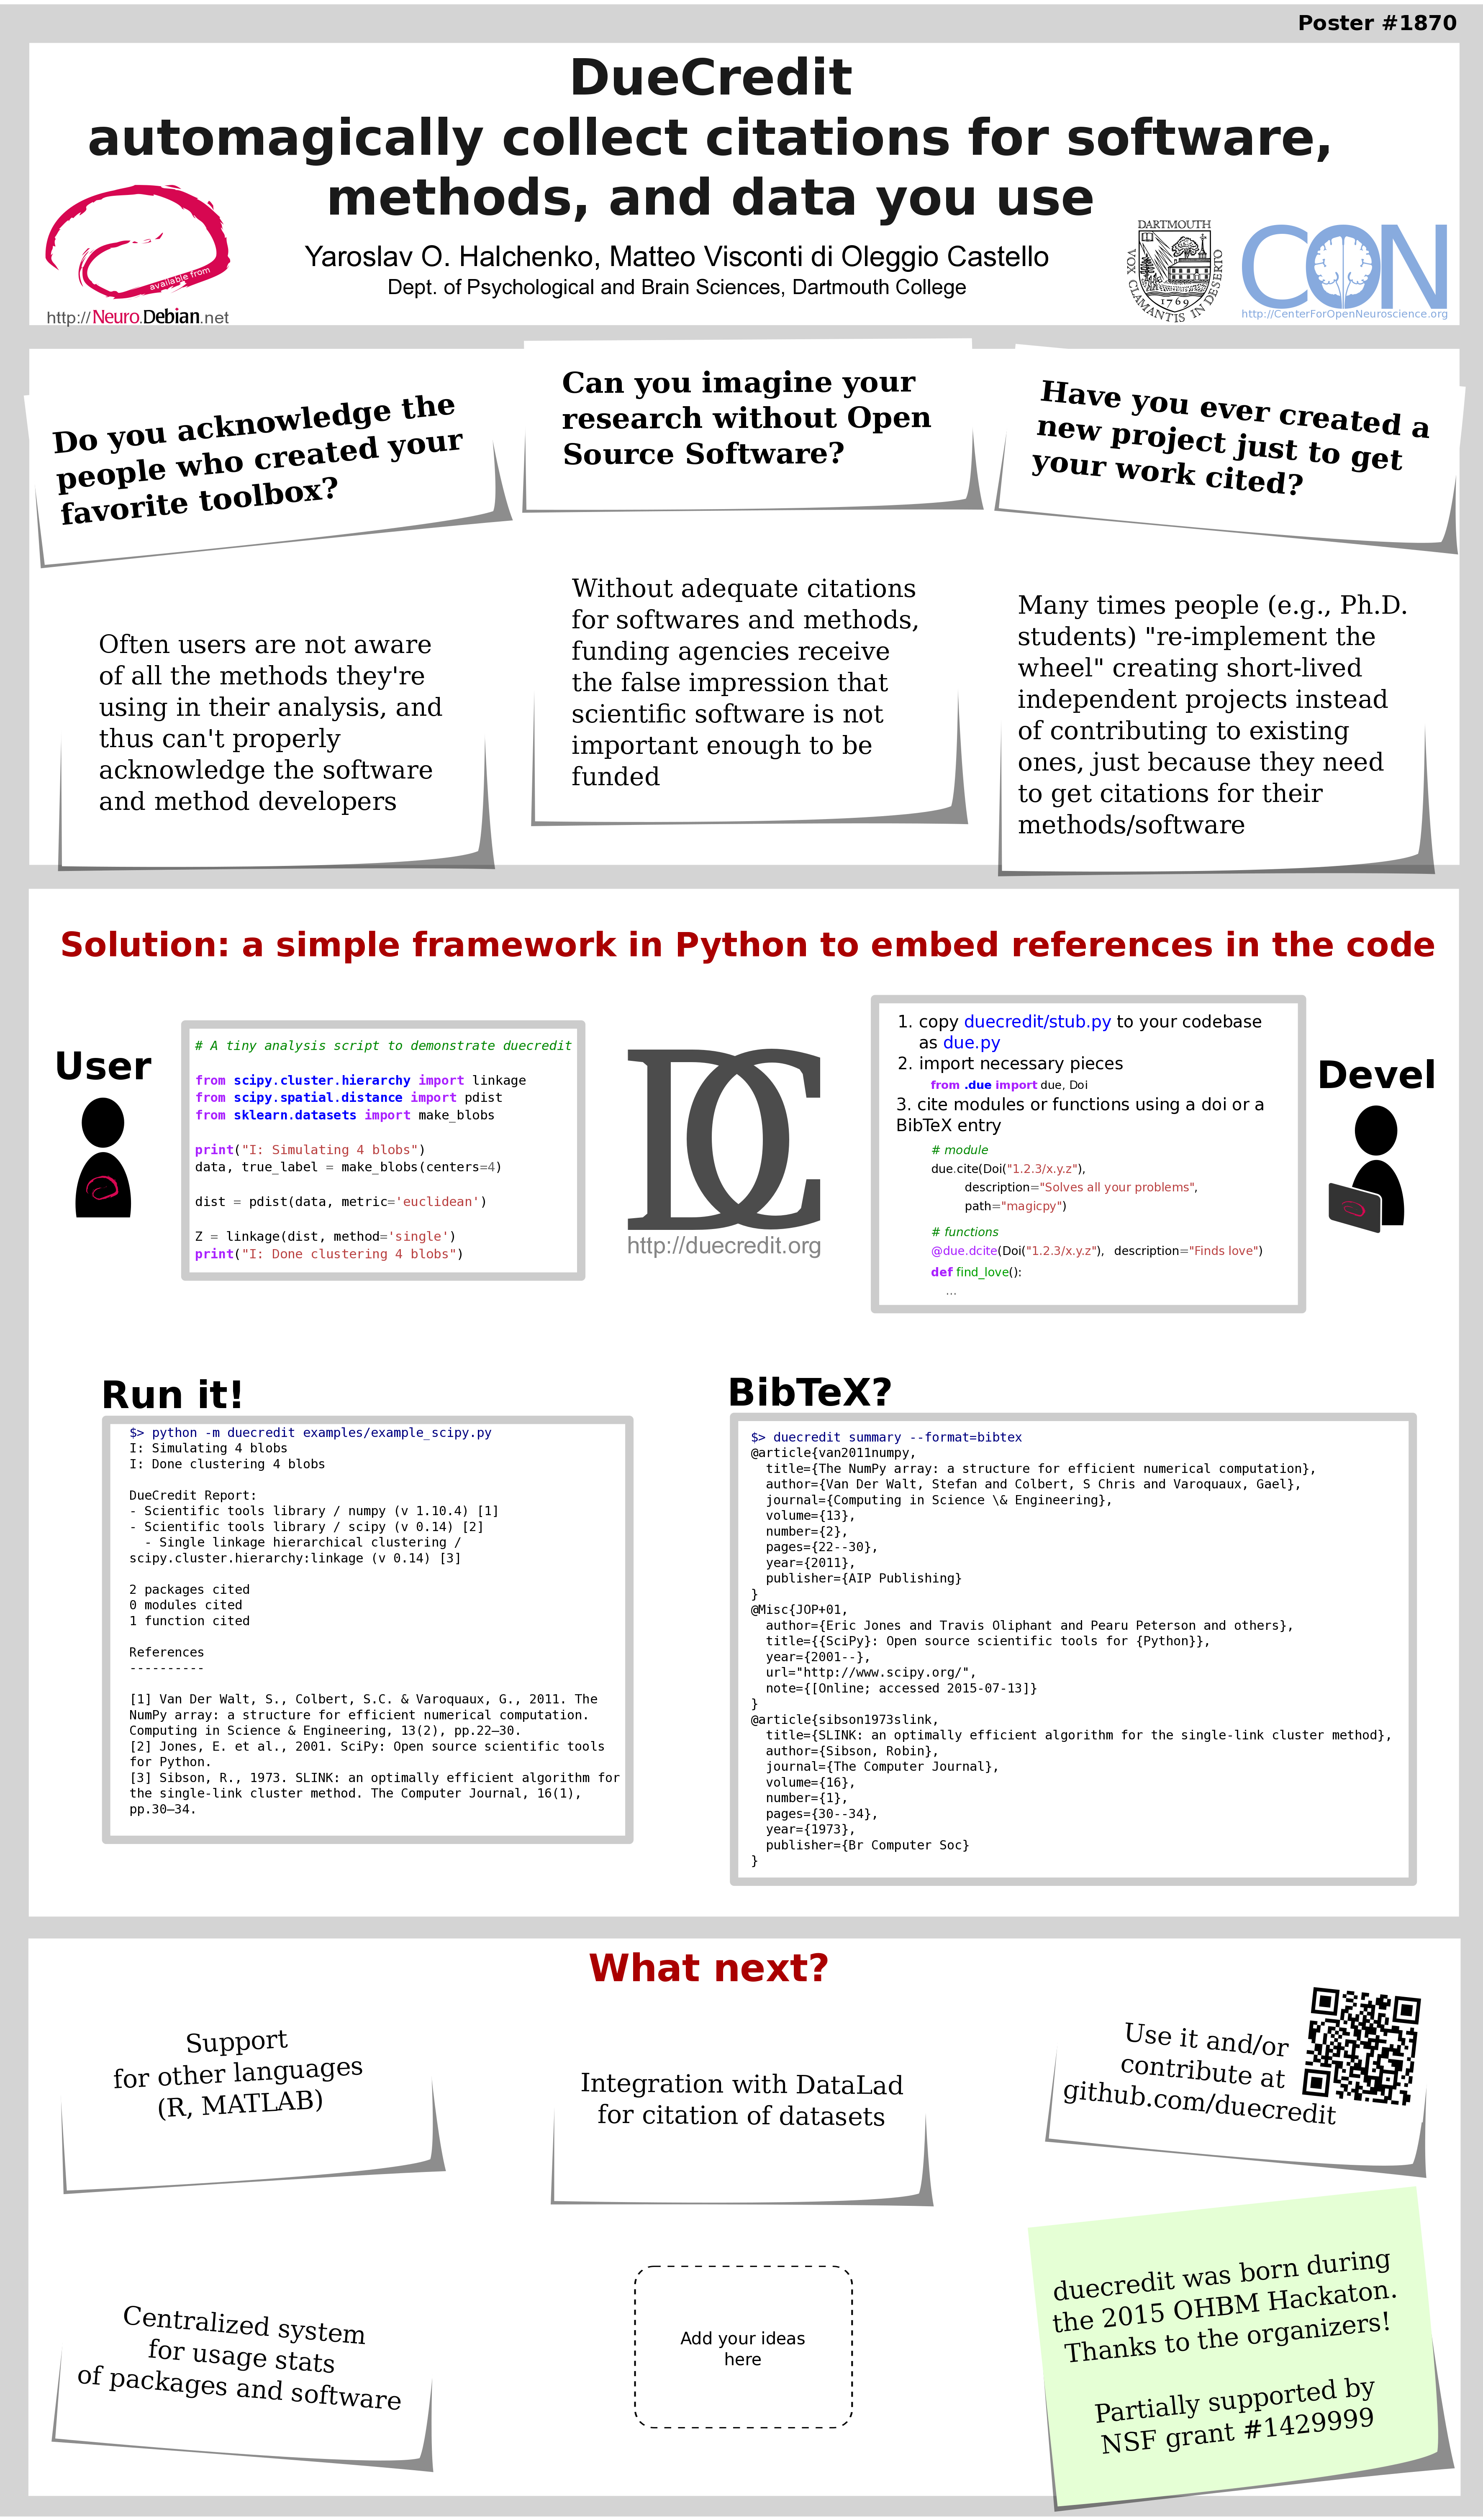 Poster #1870
DueCredit
automagically collect citations for software,
methods, and data you use
available from
http://Neuro.Debian.net
Yaroslav O. Halchenko, Matteo Visconti di Oleggio Castello
Dept. of Psychological and Brain Sciences, Dartmouth College
DARTMOUTH
VOX CLAMANTIS IN DESERTO
1769
CON
http://CenterForOpenNeuroscience.org
Do you acknowledge the
people who created your
favorite toolbox?
Can you imagine your
research without Open
Source Software?
Have you ever created a
new project just to get
your work cited?
Often users are not aware
of all the methods they're
using in their analysis, and
thus can't properly
acknowledge the software
and method developers
Without adequate citations
for softwares and methods,
funding agencies receive
the false impression that
scientific software is not
important enough to be
funded
Many times people (e.g., Ph.D.
students) "re-implement the
wheel" creating short-lived
independent projects instead
of contributing to existing
ones, just because they need
to get citations for their
methods/software
Solution: a simple framework in Python to embed references in the code
User
# A tiny analysis script to demonstrate duecredit
from scipy.cluster.hierarchy import linkage
from scipy.spatial.distance import pdist
from sklearn.datasets import make_blobs
print("I: Simulating 4 blobs")
data, true_label = make_blobs(centers=4)
dist = pdist(data, metric='euclidean')
Z = linkage(dist, method='single')
print("I: Done clustering 4 blobs")
DC
http://duecredit.org
1. copy duecredit/stub.py to your codebase
as due.py
2. import necessary pieces
from .due import due, Doi
3. cite modules or functions using a doi or a
BibTeX entry
# module
due.cite(Doi("1.2.3/x.y.z"),
description="Solves all your problems",
path="magicpy")
# functions
@due.dcite(Doi("1.2.3/x.y.z"), description="Finds love")
def find_love():
...
Devel
Run it!
$> python -m duecredit examples/example_scipy.py
I: Simulating 4 blobs
I: Done clustering 4 blobs
DueCredit Report:
- Scientific tools library / numpy (v 1.10.4) [1]
- Scientific tools library / scipy (v 0.14) [2]
- Single linkage hierarchical clustering /
scipy.cluster.hierarchy:linkage (v 0.14) [3]
2 packages cited
0 modules cited
1 function cited
References
----------
[1] Van Der Walt, S., Colbert, S.C. & Varoquaux, G., 2011. The
NumPy array: a structure for efficient numerical computation.
Computing in Science & Engineering, 13(2), pp.22–30.
[2] Jones, E. et al., 2001. SciPy: Open source scientific tools
for Python.
[3] Sibson, R., 1973. SLINK: an optimally efficient algorithm for
the single-link cluster method. The Computer Journal, 16(1),
pp.30–34.
BibTeX?
$> duecredit summary --format=bibtex
@article{van2011numpy,
title={The NumPy array: a structure for efficient numerical computation},
author={Van Der Walt, Stefan and Colbert, S Chris and Varoquaux, Gael},
journal={Computing in Science \& Engineering},
volume={13},
number={2},
pages={22--30},
year={2011},
publisher={AIP Publishing}
}
@Misc{JOP+01,
author={Eric Jones and Travis Oliphant and Pearu Peterson and others},
title={{SciPy}: Open source scientific tools for {Python}},
year={2001--},
url="http://www.scipy.org/",
note={[Online; accessed 2015-07-13]}
}
@article{sibson1973slink,
title={SLINK: an optimally efficient algorithm for the single-link cluster method},
author={Sibson, Robin},
journal={The Computer Journal},
volume={16},
number={1},
pages={30--34},
year={1973},
publisher={Br Computer Soc}
}
What next?
Support
for other languages
(R, MATLAB)
Integration with DataLad
for citation of datasets
Use it and/or
contribute at
github.com/duecredit
Centralized system
for usage stats
of packages and software
Add your ideas
here
duecredit was born during
the 2015 OHBM Hackaton.
Thanks to the organizers!
Partially supported by
NSF grant #1429999